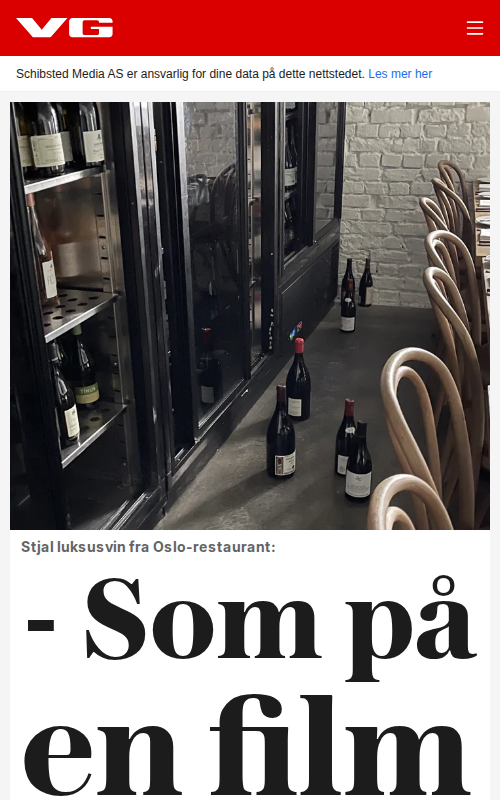 VG
Schibsted Media AS er ansvarlig for dine data på dette nettstedet. Les mer her
Stjal luksusvin fra Oslo-restaurant:
- Som på
en film